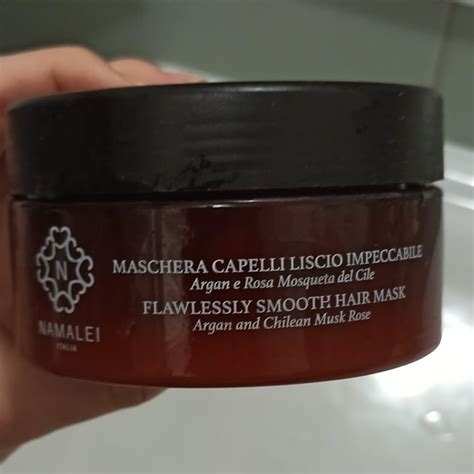 N
NAMALEI
ITALIA
MASCHERA CAPELLI LISCIO IMPECCABILE
Argan e Rosa Mosqueta del Cile
FLAWLESSLY SMOOTH HAIR MASK
Argan and Chilean Musk Rose